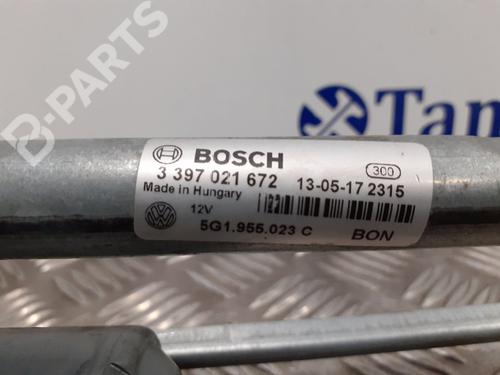 B-PARTS
Tan
BOSCH
300
3 397 021 672 13-05-17 2315
Made in Hungary
12V
5G1.955.023 C BON